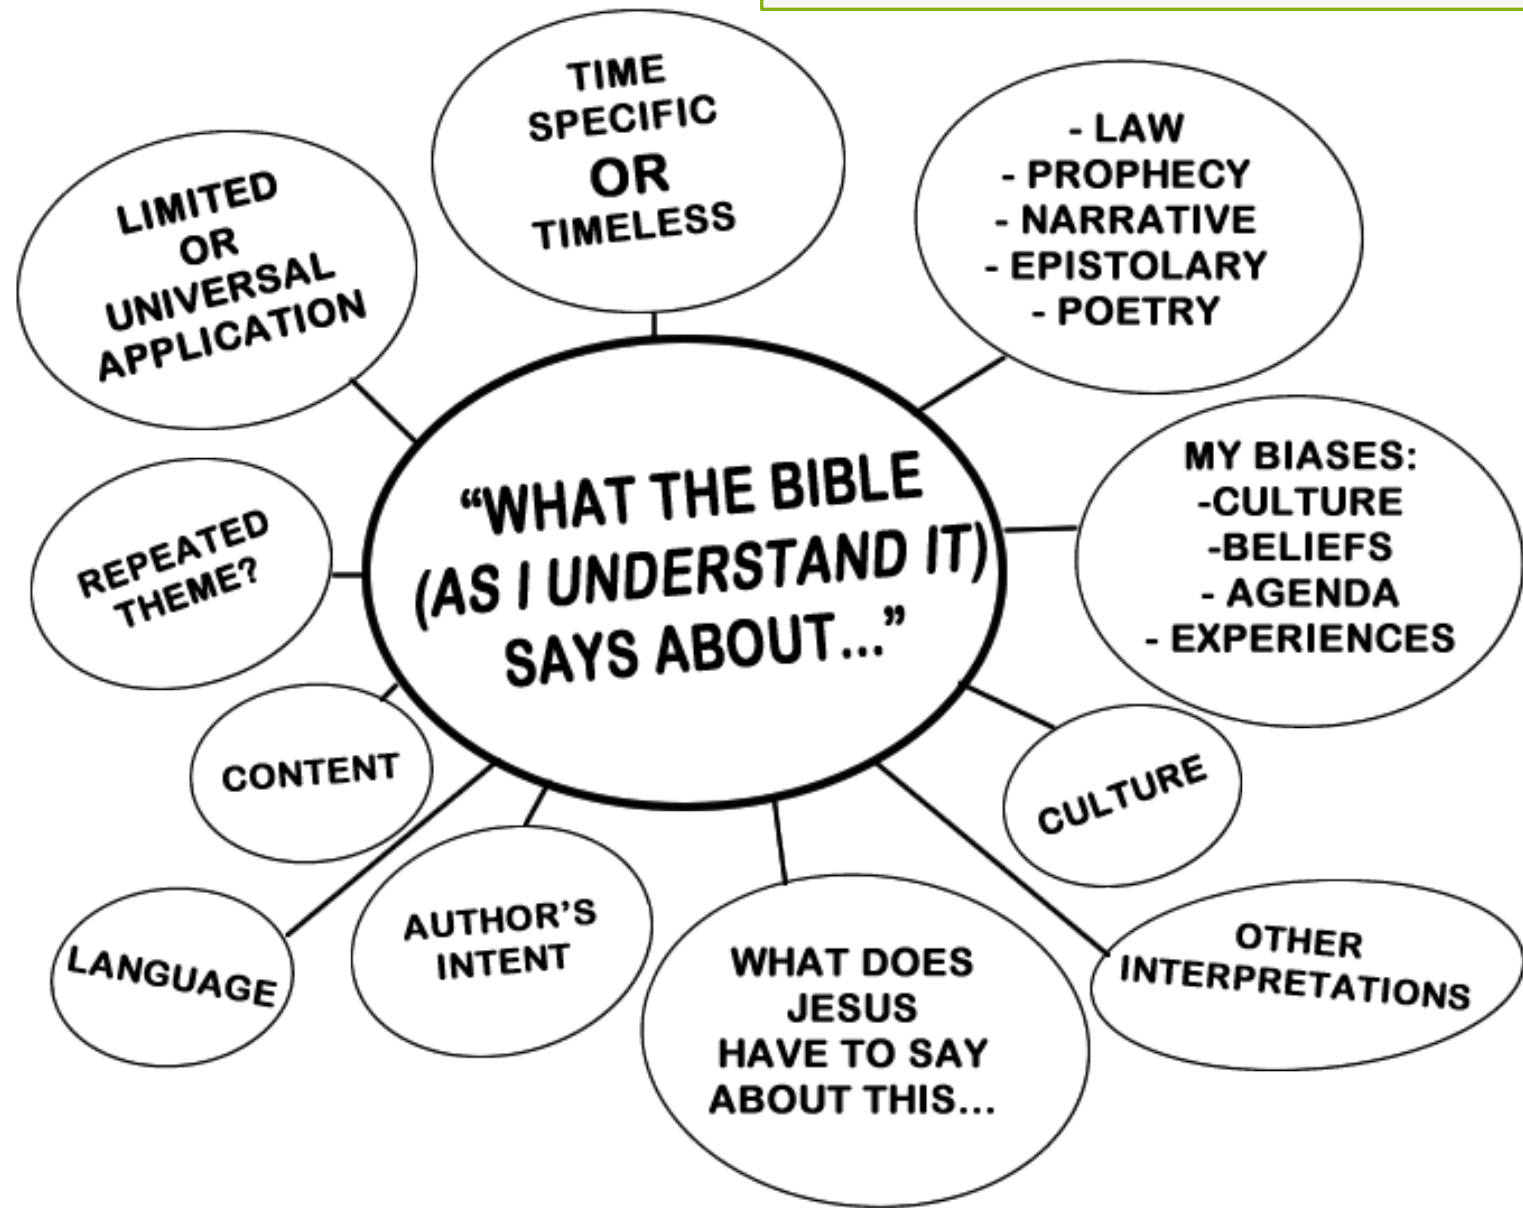 TIME
SPECIFIC
OR
TIMELESS
- LAW
- PROPHECY
- NARRATIVE
- EPISTOLARY
- POETRY
LIMITED
OR
UNIVERSAL
APPLICATION
“WHAT THE BIBLE
(AS I UNDERSTAND IT)
SAYS ABOUT...”
MY BIASES:
-CULTURE
-BELIEFS
- AGENDA
- EXPERIENCES
REPEATED
THEME?
CONTENT
CULTURE
LANGUAGE
AUTHOR’S
INTENT
WHAT DOES
JESUS
HAVE TO SAY
ABOUT THIS...
OTHER
INTERPRETATIONS